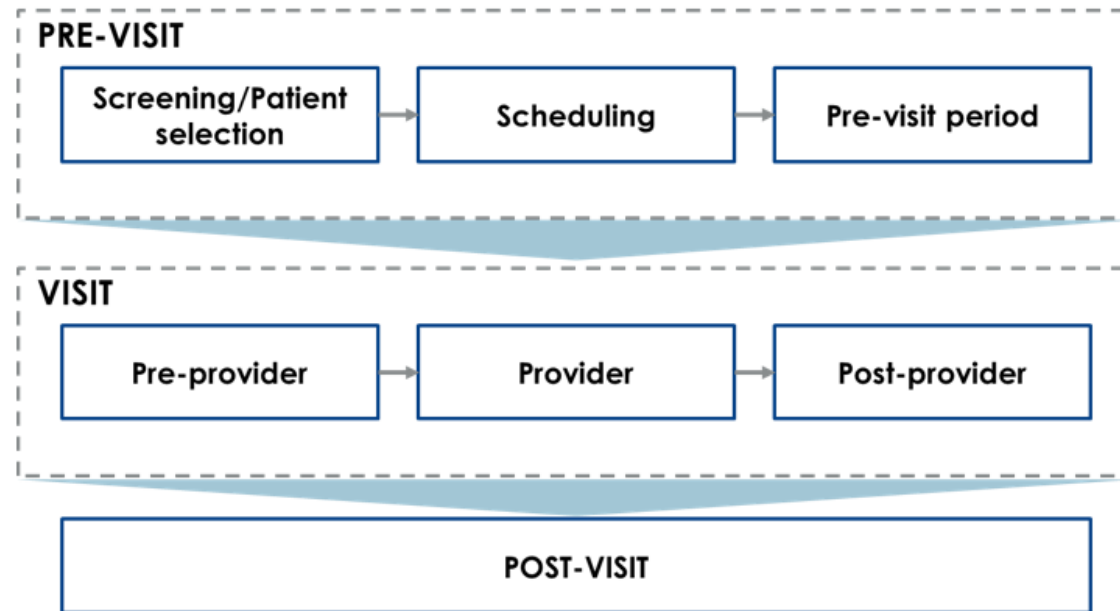 PRE-VISIT
Screening/Patient
selection
Scheduling
Pre-visit period
VISIT
Pre-provider
Provider
Post-provider
POST-VISIT